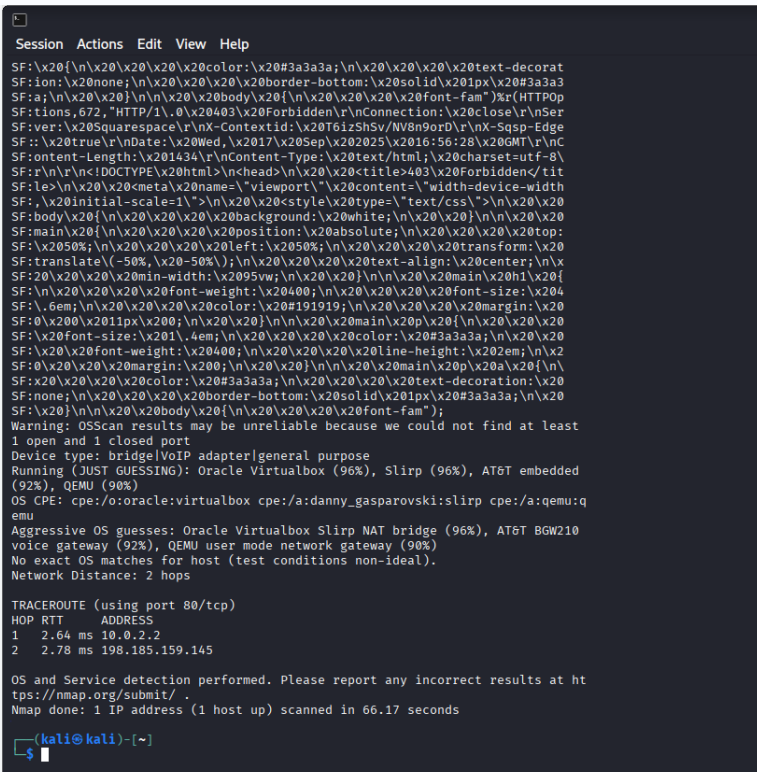 Session Actions Edit View Help
SF:\x20{\n\x20\x20\x20\x20color:\x20#3a3a3a;\n\x20\x20\x20\x20text-decorat
SF:ion:\x20none;\n\x20\x20\x20\x20border-bottom:\x20solid\x201px\x20#3a3a3
SF:a;\n\x20\x20}\n\n\x20\x20body\x20{\n\x20\x20\x20\x20font-fam")%r(HTTPOp
SF:tions,672,"HTTP/1\.0\x20403\x20Forbidden\r\nConnection:\x20close\r\nSer
SF:ver:\x20Squarespace\r\nX-Contextid:\x20T6izShSv/NV8n9orD\r\nX-Sqsp-Edge
SF::\x20true\r\nDate:\x20Wed,\x2017\x20Sep\x202025\x2016:56:28\x20GMT\r\nC
SF:ontent-Length:\x201434\r\nContent-Type:\x20text/html;\x20charset=utf-8\
SF:r\n\r\n<!DOCTYPE\x20html>\n<head>\n\x20\x20<title>403\x20Forbidden</tit
SF:le>\n\x20\x20<meta\x20name=\"viewport\"\x20content=\"width=device-width
SF:,\x20initial-scale=1\">\n\x20\x20<style\x20type=\"text/css\">\n\x20\x20
SF:body\x20{\n\x20\x20\x20\x20background:\x20white;\n\x20\x20}\n\n\x20\x20
SF:main\x20{\n\x20\x20\x20\x20position:\x20absolute;\n\x20\x20\x20\x20top:
SF:\x2050%;\n\x20\x20\x20\x20left:\x2050%;\n\x20\x20\x20\x20transform:\x20
SF:translate\(-50%,\x20-50%\);\n\x20\x20\x20\x20text-align:\x20center;\n\x
SF:20\x20\x20\x20min-width:\x2095vw;\n\x20\x20}\n\n\x20\x20main\x20h1\x20{
SF:\n\x20\x20\x20\x20font-weight:\x20400;\n\x20\x20\x20\x20font-size:\x204
SF:\.6em;\n\x20\x20\x20\x20color:\x20#191919;\n\x20\x20\x20\x20margin:\x20
SF:0\x200\x2011px\x200;\n\x20\x20}\n\n\x20\x20main\x20p\x20{\n\x20\x20\x20
SF:\x20font-size:\x201\.4em;\n\x20\x20\x20\x20color:\x20#3a3a3a;\n\x20\x20
SF:\x20\x20font-weight:\x20400;\n\x20\x20\x20\x20line-height:\x202em;\n\x2
SF:0\x20\x20\x20margin:\x200;\n\x20\x20}\n\n\x20\x20main\x20p\x20a\x20{\n\
SF:x20\x20\x20\x20color:\x20#3a3a3a;\n\x20\x20\x20\x20text-decoration:\x20
SF:none;\n\x20\x20\x20\x20border-bottom:\x20solid\x201px\x20#3a3a3a;\n\x20
SF:\x20}\n\n\x20\x20body\x20{\n\x20\x20\x20\x20font-fam");
Warning: OSScan results may be unreliable because we could not find at least
1 open and 1 closed port
Device type: bridge|VoIP adapter|general purpose
Running (JUST GUESSING): Oracle Virtualbox (96%), Slirp (96%), AT&T embedded
(92%), QEMU (90%)
OS CPE: cpe:/o:oracle:virtualbox cpe:/a:danny_gasparovski:slirp cpe:/a:qemu:q
emu
Aggressive OS guesses: Oracle Virtualbox Slirp NAT bridge (96%), AT&T BGW210
voice gateway (92%), QEMU user mode network gateway (90%)
No exact OS matches for host (test conditions non-ideal).
Network Distance: 2 hops
TRACEROUTE (using port 80/tcp)
HOP RTT     ADDRESS
1   2.64 ms 10.0.2.2
2   2.78 ms 198.185.159.145
OS and Service detection performed. Please report any incorrect results at ht
tps://nmap.org/submit/ .
Nmap done: 1 IP address (1 host up) scanned in 66.17 seconds
┌──(kali㉿kali)-[~]
└─$